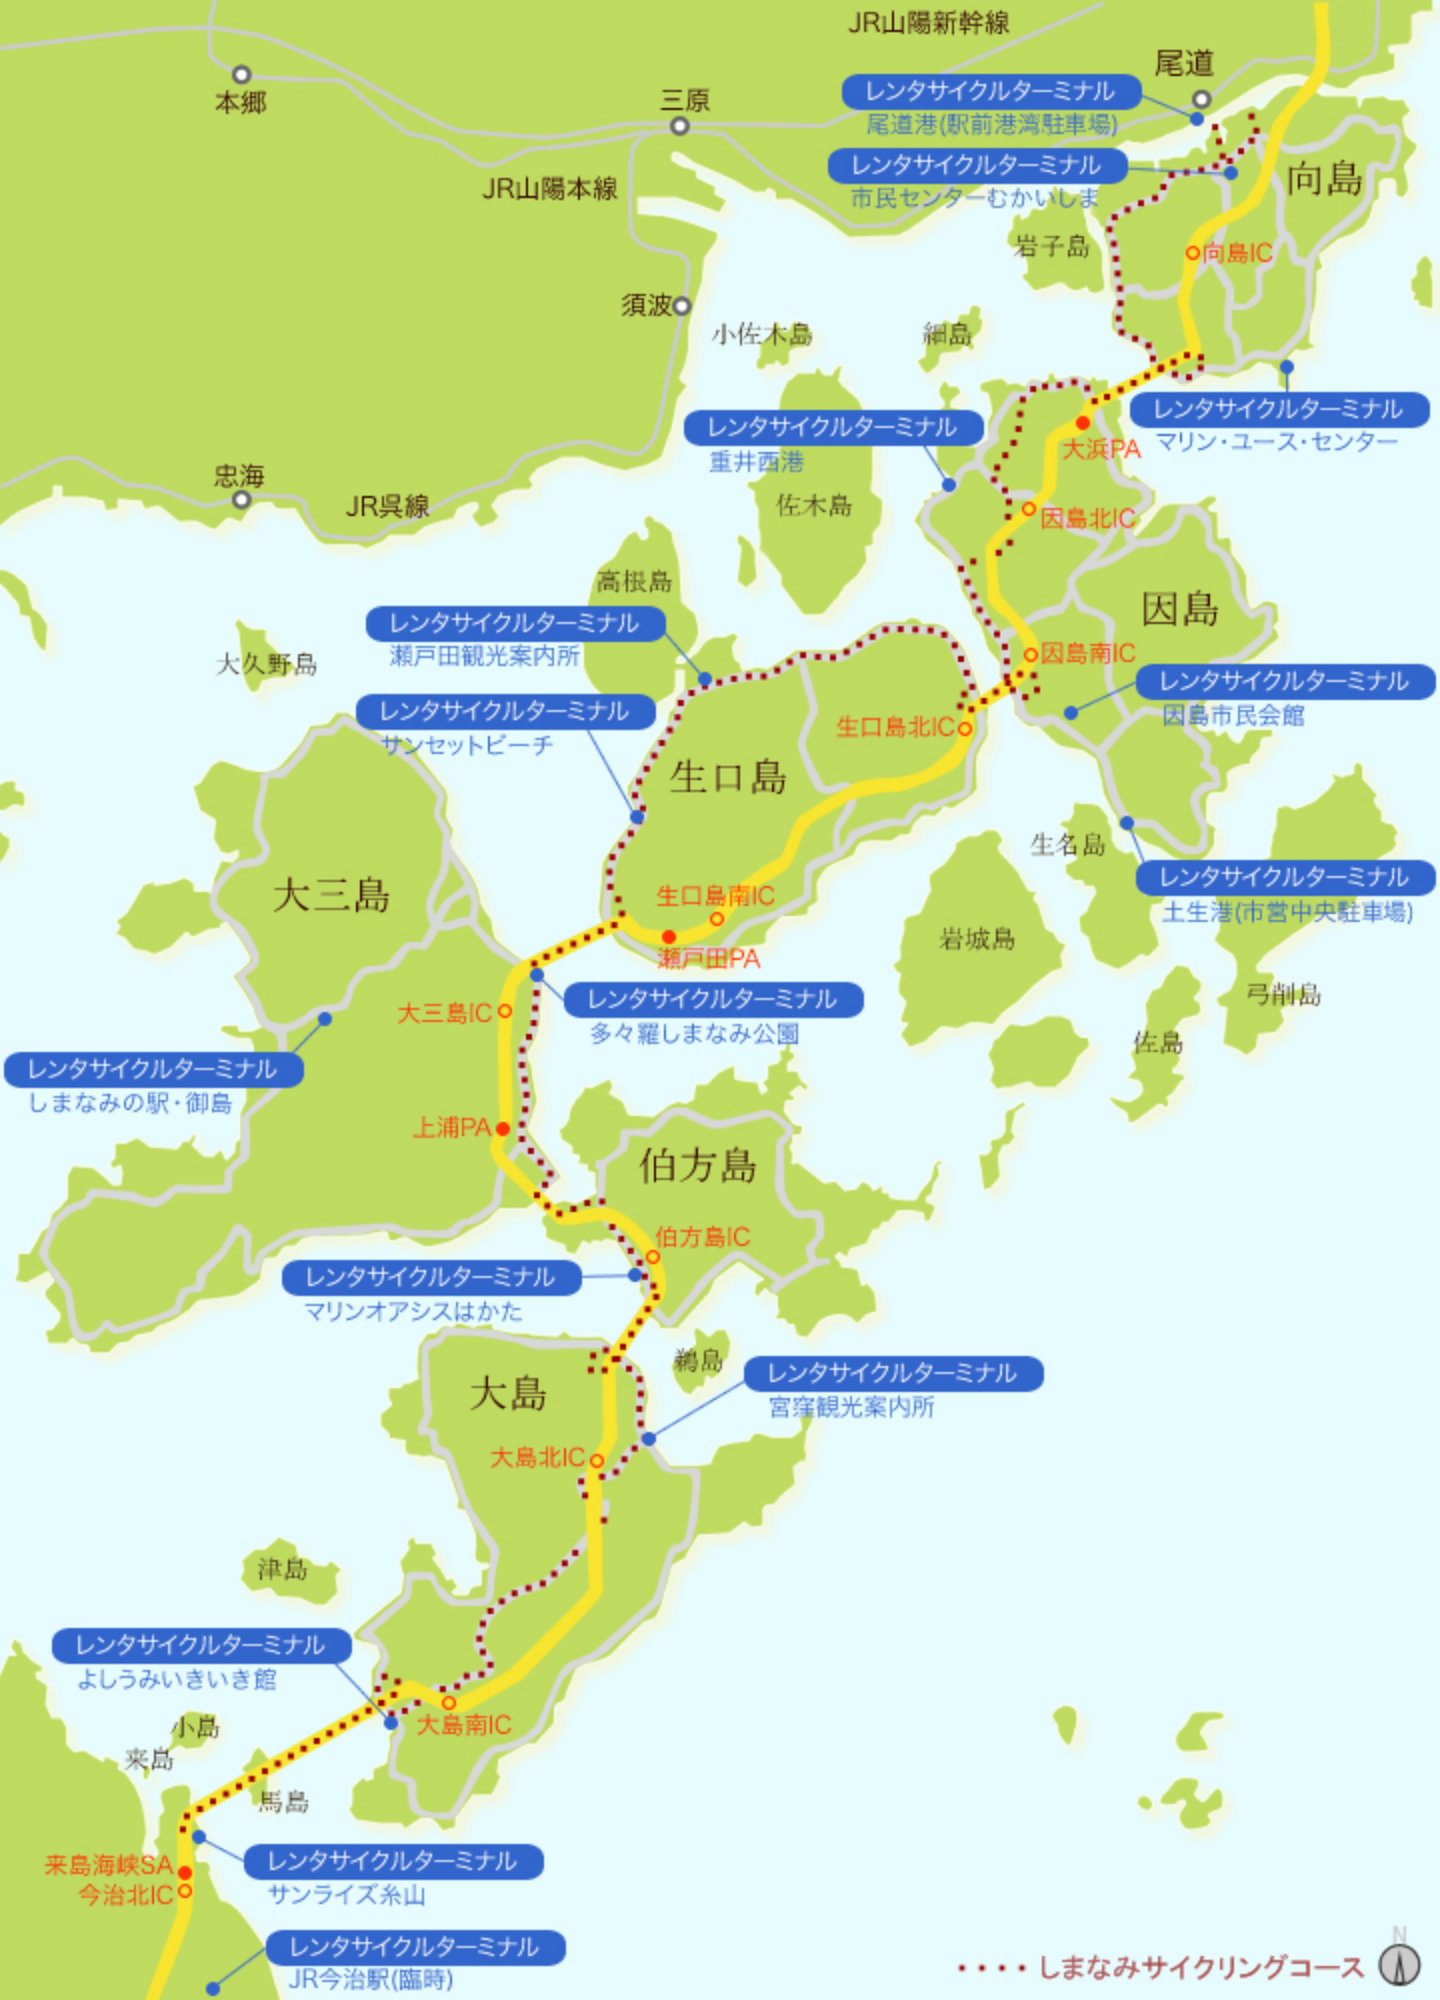 JR山陽新幹線
尾道
本郷
三原
レンタサイクルターミナル
尾道港(駅前港湾駐車場)
レンタサイクルターミナル
市民センターむかいしま
向島
JR山陽本線
岩子島
向島IC
須波
小佐木島
細島
レンタサイクルターミナル
マリン・ユース・センター
レンタサイクルターミナル
重井西港
大浜PA
忠海
JR呉線
佐木島
因島北IC
高根島
因島
レンタサイクルターミナル
瀬戸田観光案内所
大久野島
因島南IC
レンタサイクルターミナル
因島市民会館
レンタサイクルターミナル
サンセットビーチ
生口島北IC
生口島
生名島
大三島
生口島南IC
レンタサイクルターミナル
土生港(市営中央駐車場)
岩城島
瀬戸田PA
レンタサイクルターミナル
多々羅しまなみ公園
弓削島
大三島IC
佐島
レンタサイクルターミナル
しまなみの駅・御島
上浦PA
伯方島
伯方島IC
レンタサイクルターミナル
マリンオアシスはかた
鵜島
レンタサイクルターミナル
宮窪観光案内所
大島
大島北IC
津島
レンタサイクルターミナル
よしうみいきいき館
大島南IC
小島
来島
馬島
来島海峡SA
今治北IC
レンタサイクルターミナル
サンライズ糸山
レンタサイクルターミナル
JR今治駅(臨時)
N
しまなみサイクリングコース